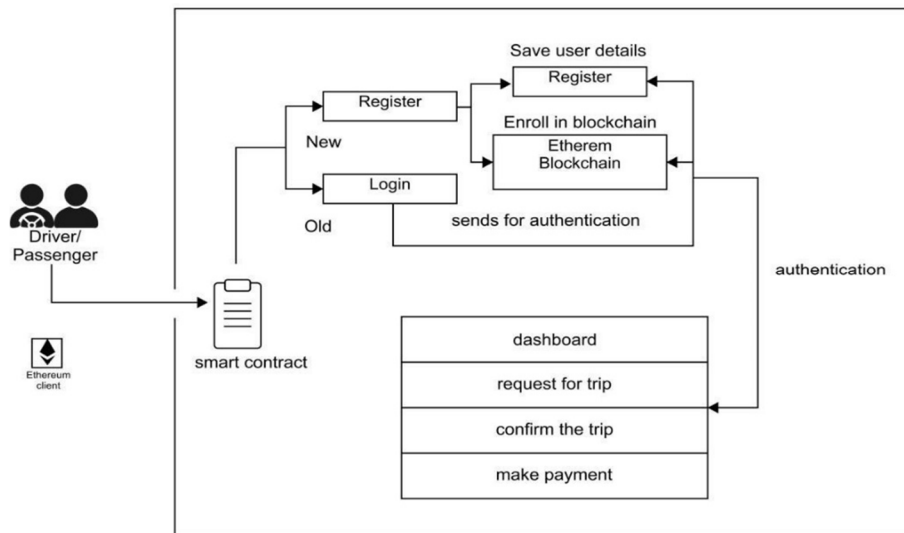 Save user details
Register
Register
Enroll in blockchain
Etherem
Blockchain
New
Login
Old
sends for authentication
Driver/
Passenger
authentication
smart contract
Ethereum
client
dashboard
request for trip
confirm the trip
make payment